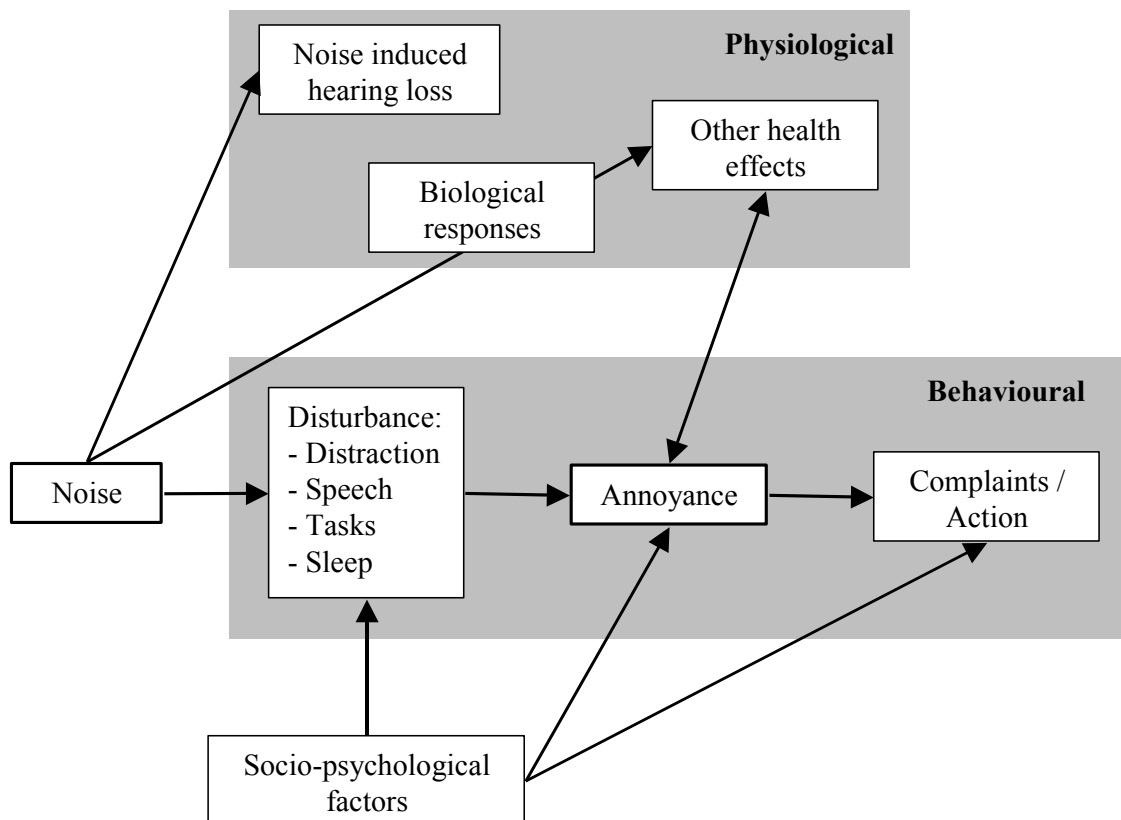 Physiological
Noise induced
hearing loss
Other health
effects
Biological
responses
Behavioural
Disturbance:
- Distraction
- Speech
- Tasks
- Sleep
Noise
Annoyance
Complaints /
Action
Socio-psychological
factors